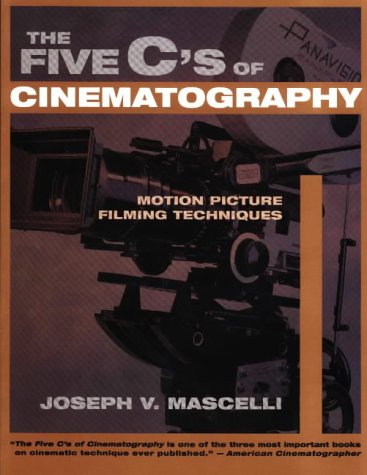 THE
FIVE C'S OF
CINEMATOGRAPHY
PANAVISION
MOTION PICTURE
FILMING TECHNIQUES
JOSEPH V. MASCELLI
"The Five C's of Cinematography is one of the three most important books
on cinematic technique ever published." — American Cinematographer